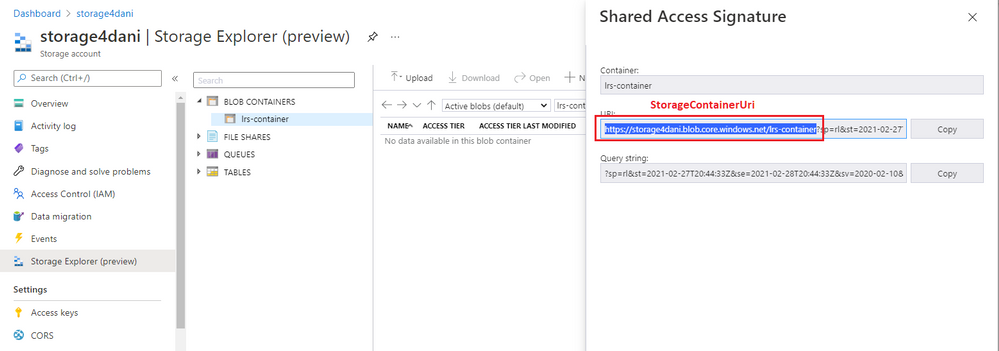 Dashboard > storage4dani
storage4dani | Storage Explorer (preview)
Storage account
Search (Ctrl+/)
Overview
Activity log
Tags
Diagnose and solve problems
Access Control (IAM)
Data migration
Events
Storage Explorer (preview)
Settings
Access keys
CORS
Search
BLOB CONTAINERS
lrs-container
FILE SHARES
QUEUES
TABLES
Upload Download Open N
Active blobs (default) lrs-cont
NAME ACCESS TIER ACCESS TIER LAST MODIFIED
No data available in this blob container
Shared Access Signature
Container:
lrs-container
StorageContainerUri
URI:
https://storage4dani.blob.core.windows.net/lrs-container?sp=rl&st=2021-02-27 Copy
Query string:
?sp=rl&st=2021-02-27T20:44:33Z&se=2021-02-28T20:44:33Z&sv=2020-02-10& Copy